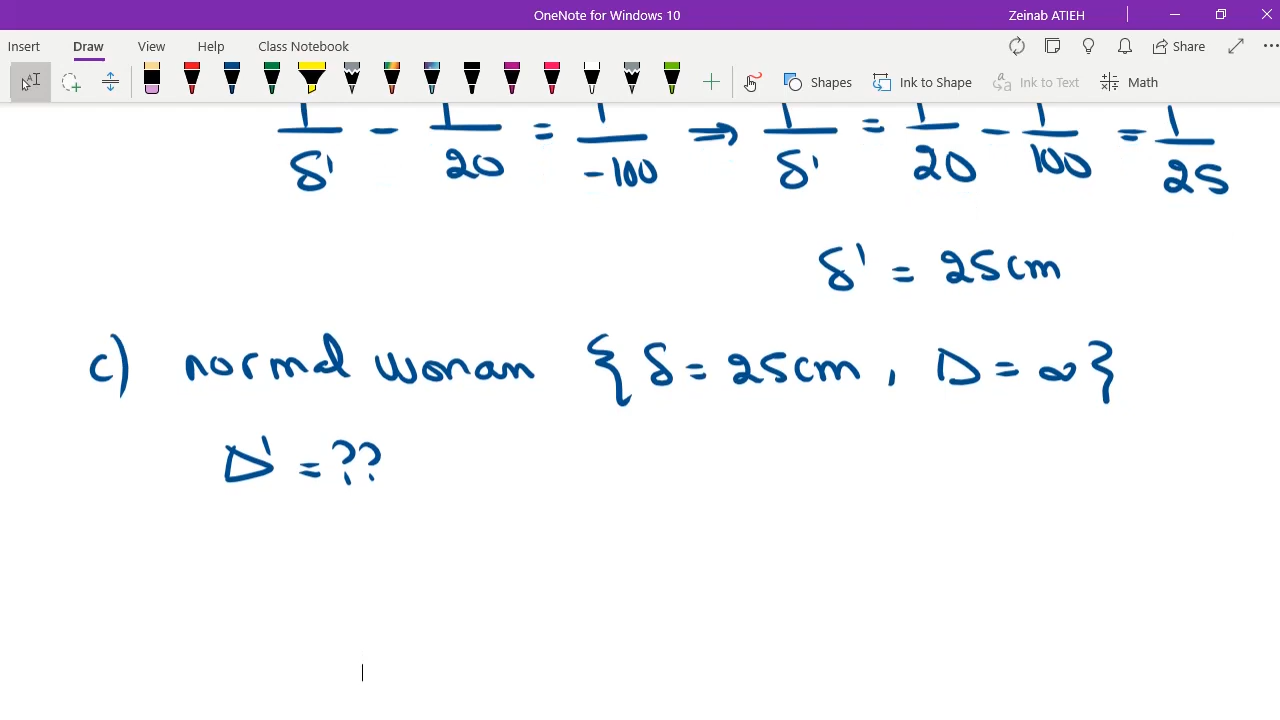 OneNote for Windows 10
Zeinab ATIEH
Insert Draw View Help Class Notebook Share
Shapes Ink to Shape Ink to Text Math
1/δ' - 1/20 = 1/-100 ⇒ 1/δ' = 1/20 - 1/100 = 1/25
δ' = 25cm
c) normal woman { δ = 25cm, D = ∞ }
D' = ??